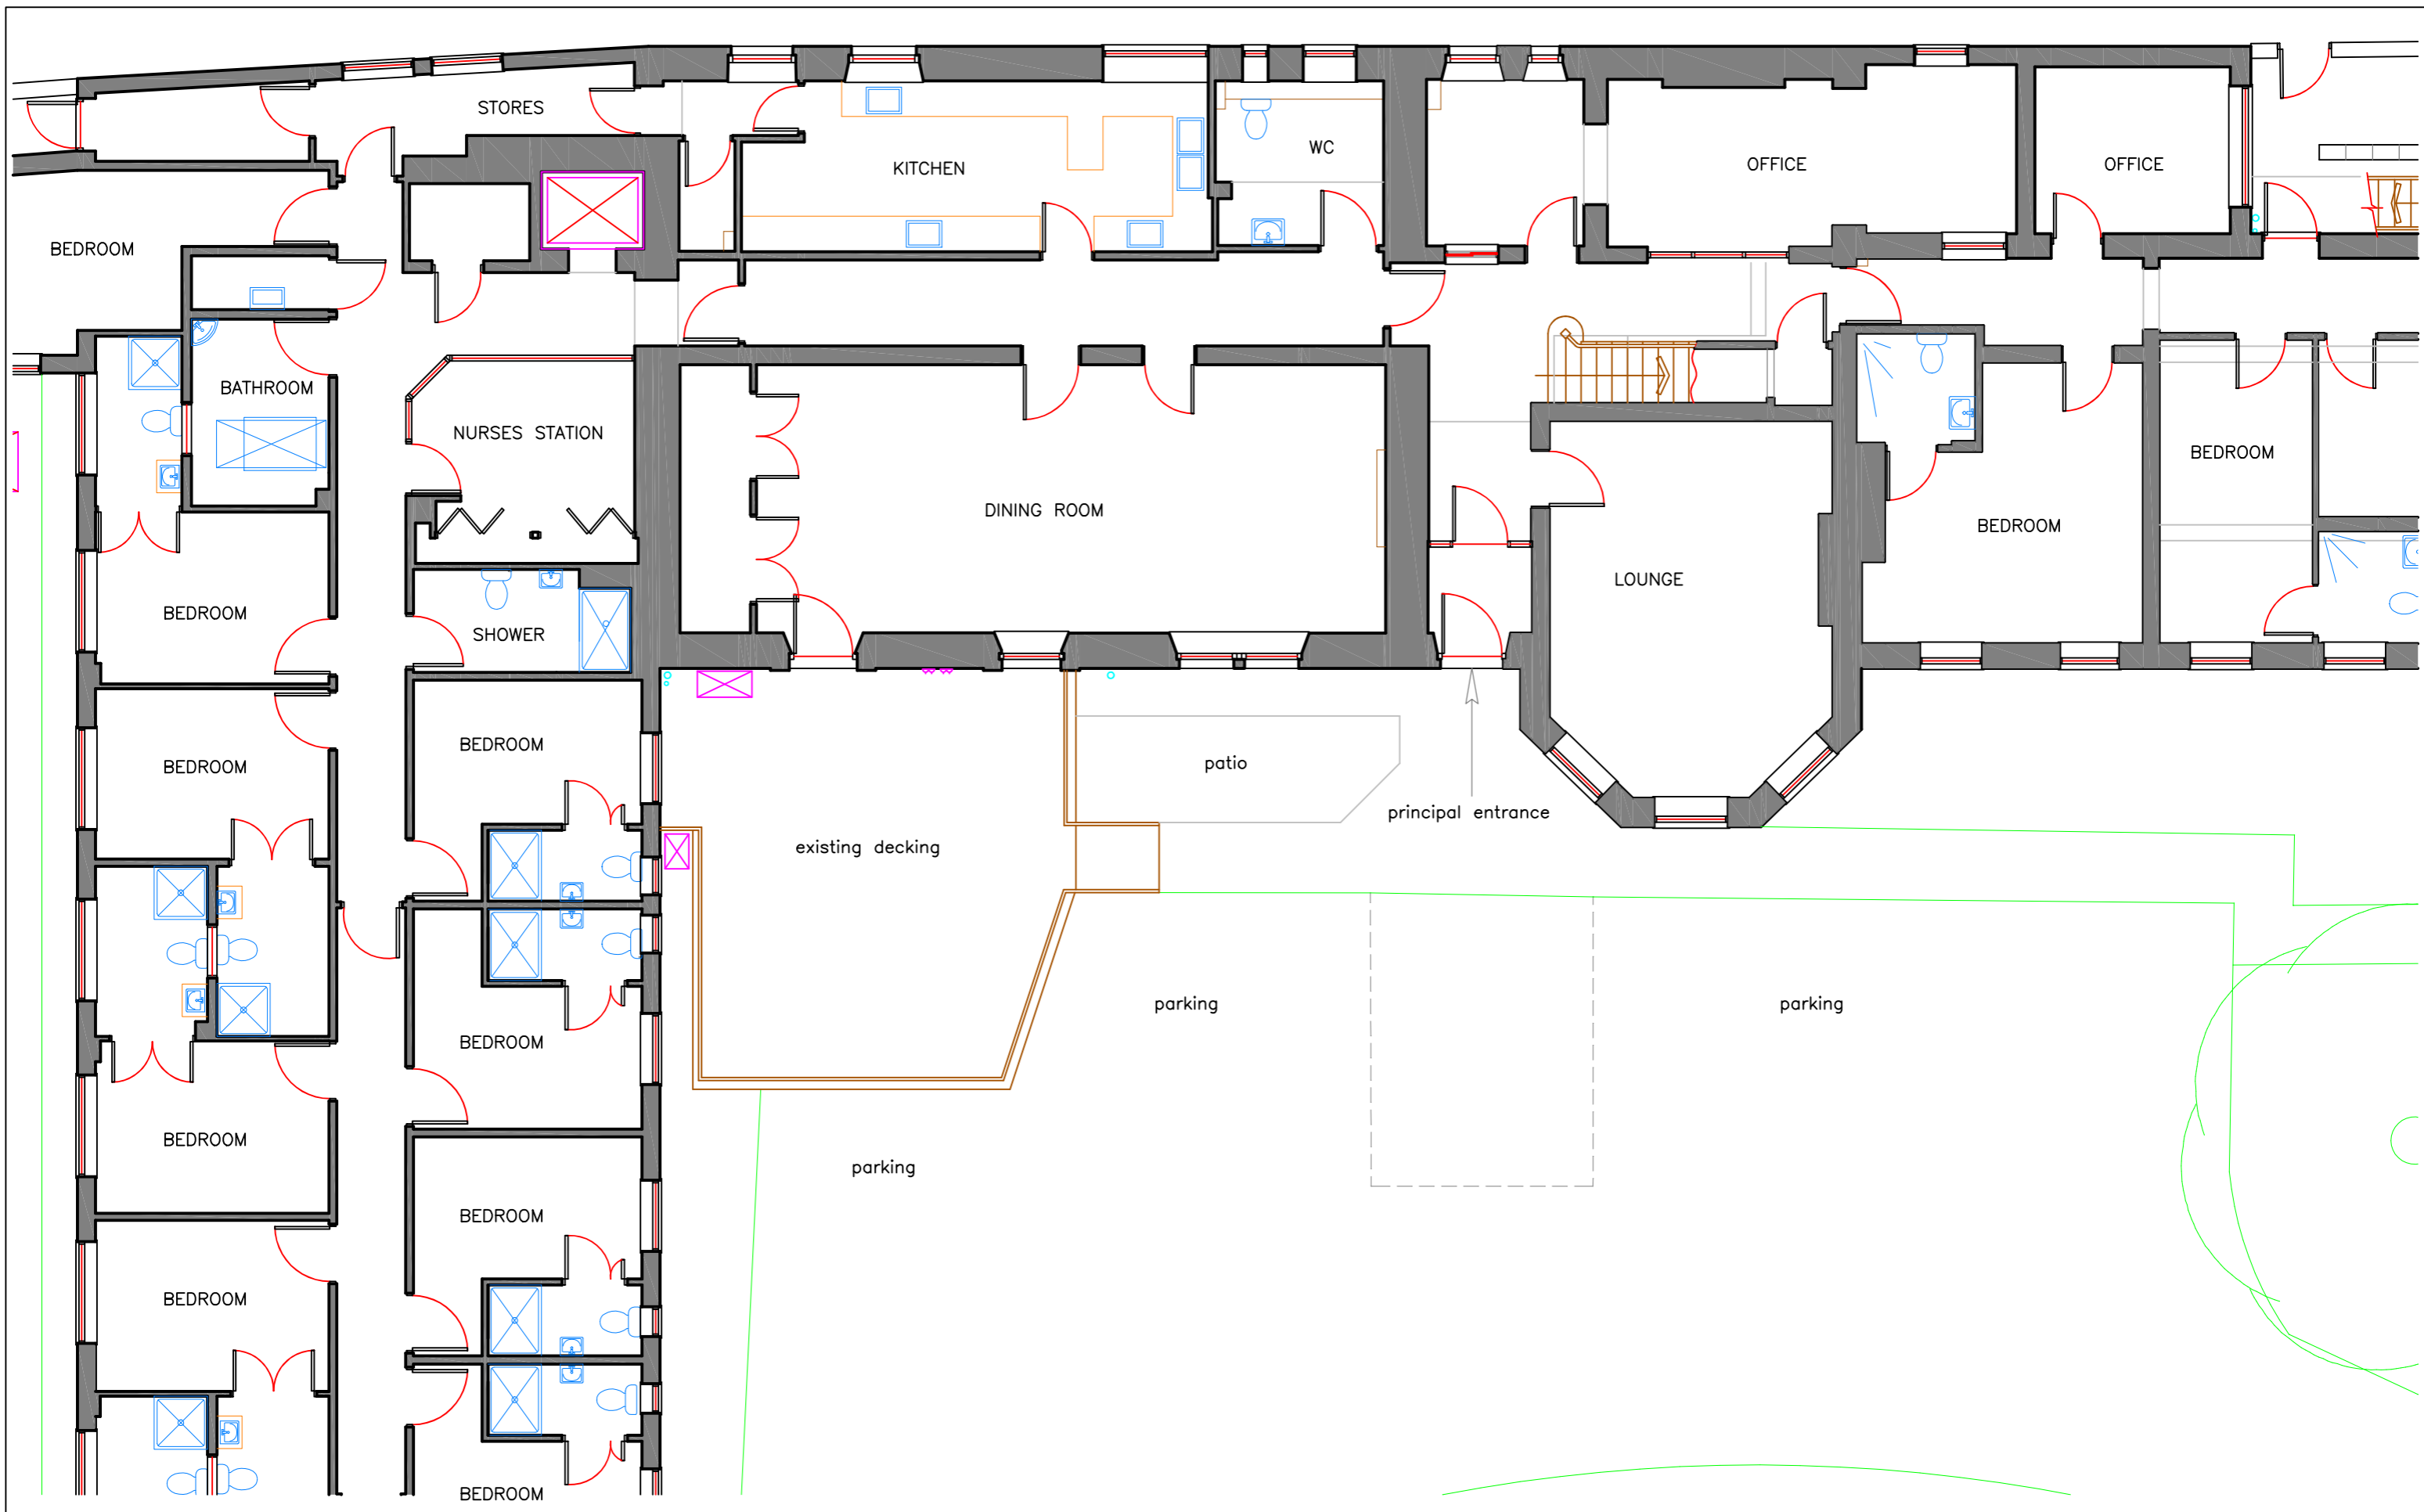 STORES
KITCHEN
WC
OFFICE
OFFICE
BEDROOM
BATHROOM
NURSES STATION
DINING ROOM
BEDROOM
BEDROOM
LOUNGE
BEDROOM
SHOWER
BEDROOM
BEDROOM
patio
principal entrance
existing decking
parking
parking
BEDROOM
BEDROOM
parking
BEDROOM
BEDROOM
BEDROOM